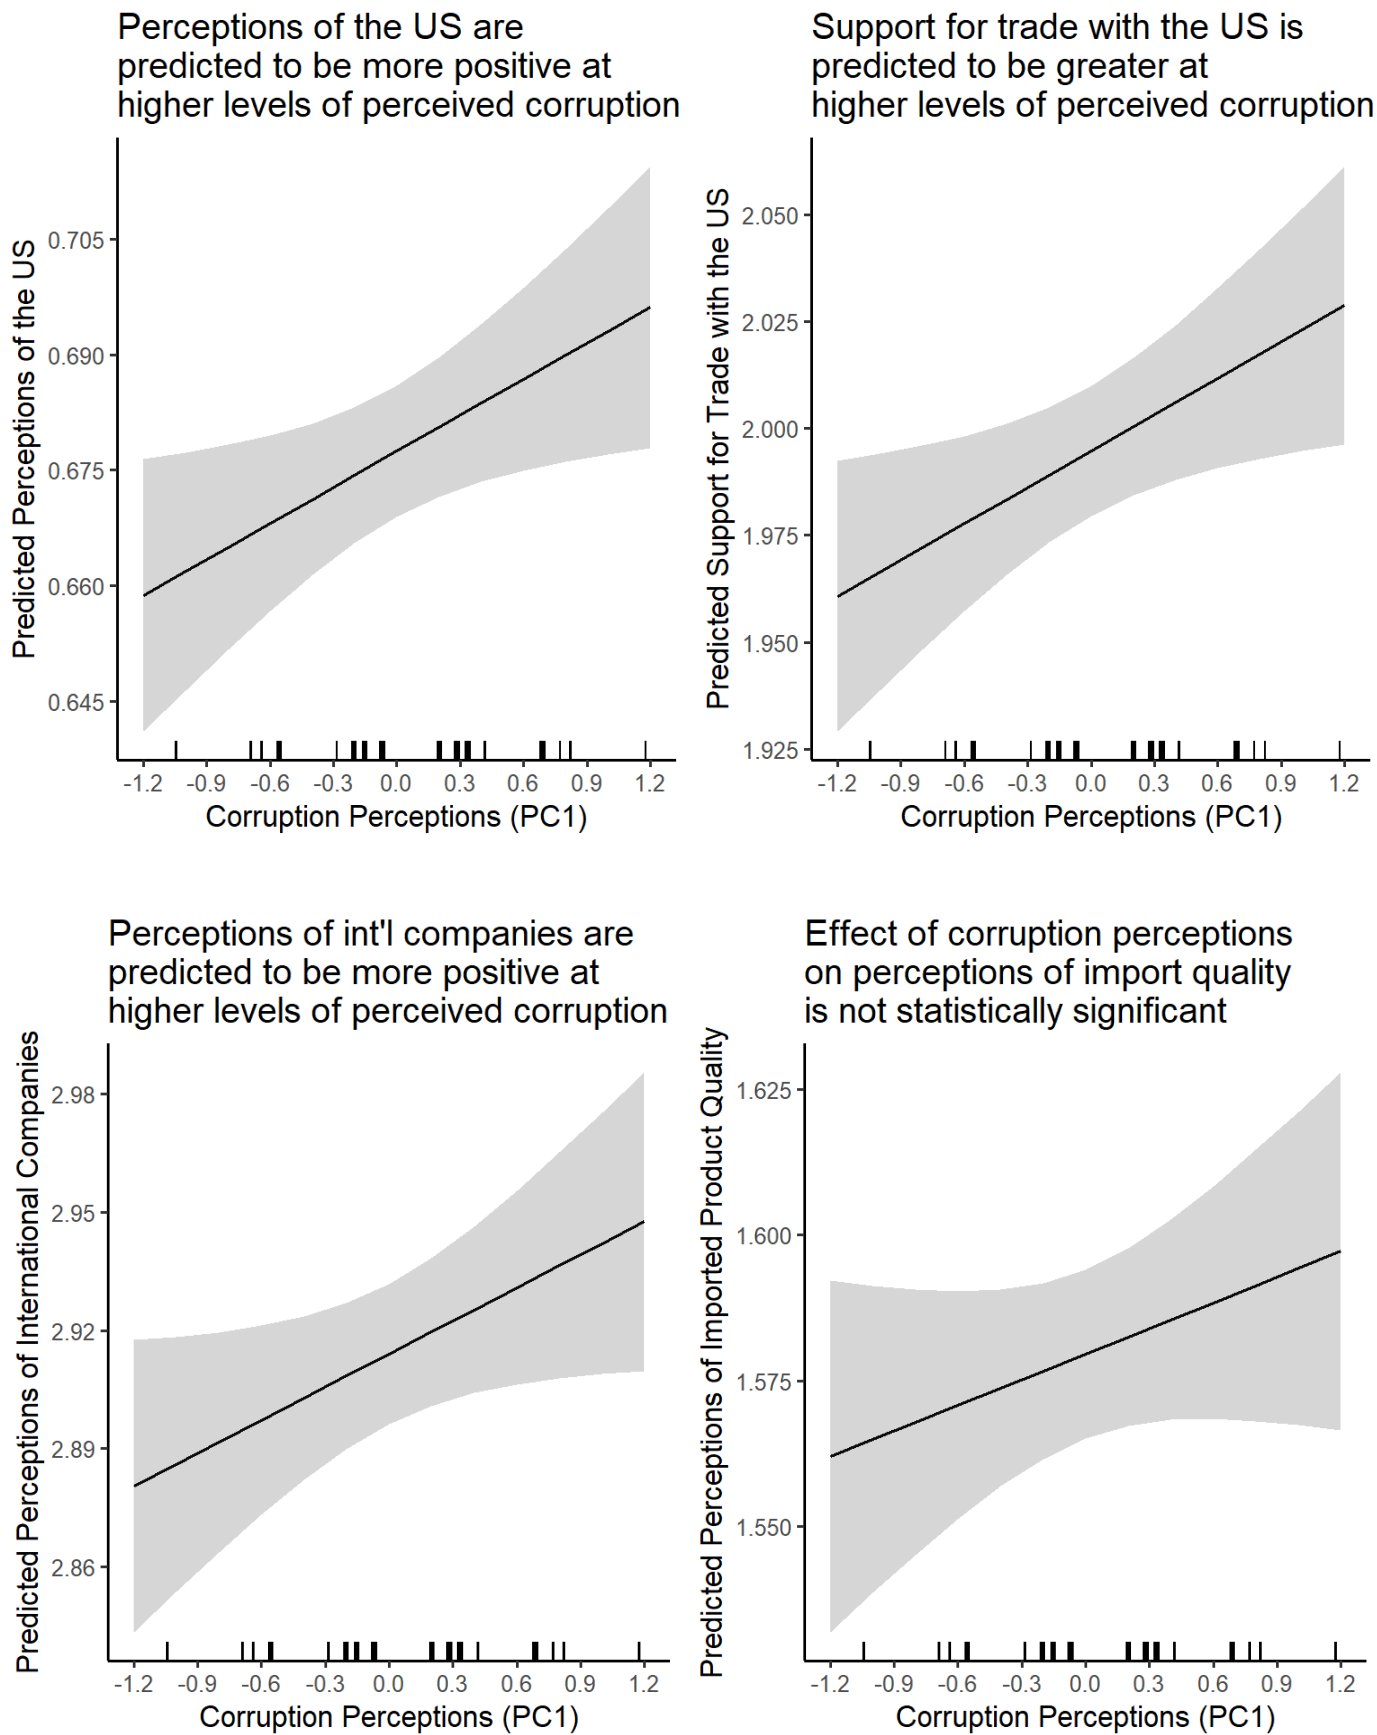 Perceptions of the US are
predicted to be more positive at
higher levels of perceived corruption
Predicted Perceptions of the US
0.705
0.690
0.675
0.660
0.645
-1.2 -0.9 -0.6 -0.3 0.0 0.3 0.6 0.9 1.2
Corruption Perceptions (PC1)
Support for trade with the US is
predicted to be greater at
higher levels of perceived corruption
Predicted Support for Trade with the US
2.050
2.025
2.000
1.975
1.950
1.925
-1.2 -0.9 -0.6 -0.3 0.0 0.3 0.6 0.9 1.2
Corruption Perceptions (PC1)
Perceptions of int'l companies are
predicted to be more positive at
higher levels of perceived corruption
Predicted Perceptions of International Companies
2.98
2.95
2.92
2.89
2.86
-1.2 -0.9 -0.6 -0.3 0.0 0.3 0.6 0.9 1.2
Corruption Perceptions (PC1)
Effect of corruption perceptions
on perceptions of import quality
is not statistically significant
Predicted Perceptions of Imported Product Quality
1.625
1.600
1.575
1.550
-1.2 -0.9 -0.6 -0.3 0.0 0.3 0.6 0.9 1.2
Corruption Perceptions (PC1)